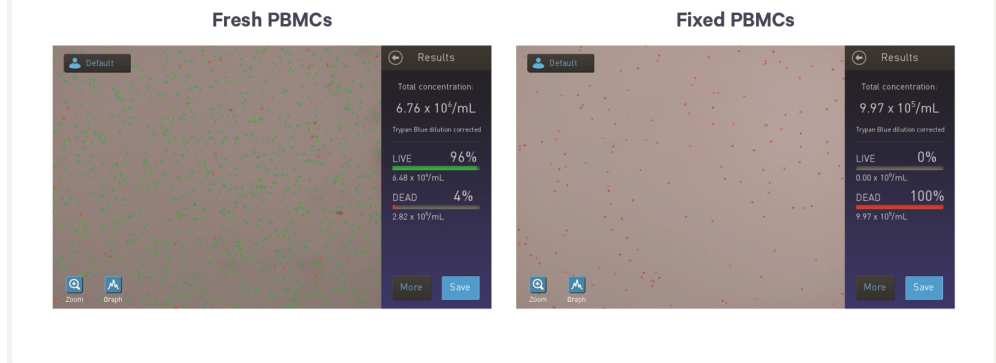 Fresh PBMCs
Default
Results
Total concentration:
6.76 x 10⁶/mL
Trypan Blue dilution corrected
LIVE 96%
6.48 x 10⁶/mL
DEAD 4%
2.82 x 10⁵/mL
Zoom
Graph
More
Save
Fixed PBMCs
Default
Results
Total concentration:
9.97 x 10⁵/mL
Trypan Blue dilution corrected
LIVE 0%
0.00 x 10⁰/mL
DEAD 100%
9.97 x 10⁵/mL
Zoom
Graph
More
Save